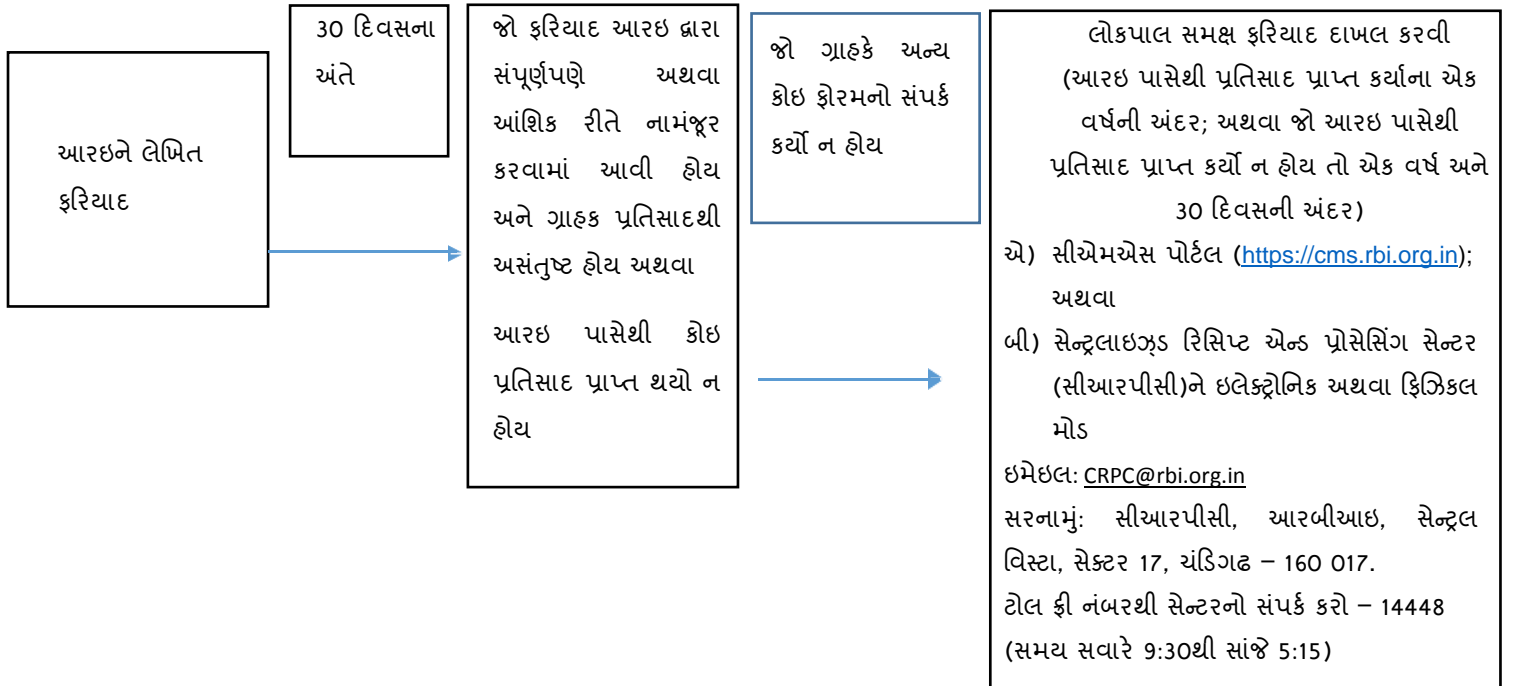 આરઇને લેખિત
ફરિયાદ
30 દિવસના
અંતે
જો ફરિયાદ આરઇ દ્વારા
સંપૂર્ણપણે અથવા
આંશિક રીતે નામંજૂર
કરવામાં આવી હોય
અને ગ્રાહક પ્રતિસાદથી
અસંતુષ્ટ હોય અથવા
આરઇ પાસેથી કોઇ
પ્રતિસાદ પ્રાપ્ત થયો ન
હોય
જો ગ્રાહકે અન્ય
કોઇ ફોરમનો સંપર્ક
કર્યો ન હોય
લોકપાલ સમક્ષ ફરિયાદ દાખલ કરવી
(આરઇ પાસેથી પ્રતિસાદ પ્રાપ્ત કર્યાના એક
વર્ષની અંદર; અથવા જો આરઇ પાસેથી
પ્રતિસાદ પ્રાપ્ત કર્યો ન હોય તો એક વર્ષ અને
30 દિવસની અંદર)
એ) સીએમએસ પોર્ટલ (https://cms.rbi.org.in);
અથવા
બી) સેન્ટ્રલાઇઝ્ડ રિસિપ્ટ એન્ડ પ્રોસેસિંગ સેન્ટર
(સીઆરપીસી)ને ઇલેક્ટ્રોનિક અથવા ફિઝિકલ
મોડ
ઇમેઇલ: CRPC@rbi.org.in
સરનામું: સીઆરપીસી, આરબીઆઇ, સેન્ટ્રલ
વિસ્ટા, સેક્ટર 17, ચંડિગઢ – 160 017.
ટોલ ફ્રી નંબરથી સેન્ટરનો સંપર્ક કરો – 14448
(સમય સવારે 9:30થી સાંજે 5:15)